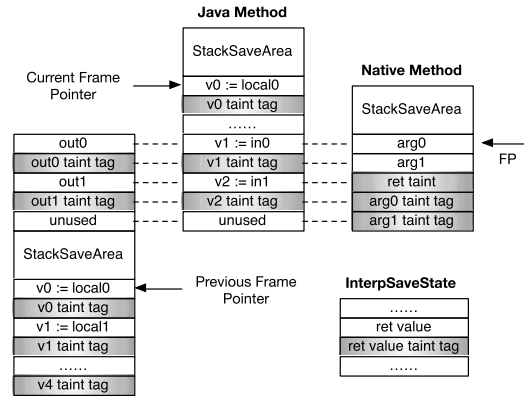 Java Method
StackSaveArea
Current Frame
Pointer
v0 := local0
v0 taint tag
......
v1 := in0
v1 taint tag
v2 := in1
v2 taint tag
unused
Native Method
StackSaveArea
arg0
arg1
ret taint
arg0 taint tag
arg1 taint tag
FP
out0
out0 taint tag
out1
out1 taint tag
unused
StackSaveArea
v0 := local0
v0 taint tag
v1 := local1
v1 taint tag
......
v4 taint tag
Previous Frame
Pointer
InterpSaveState
......
ret value
ret value taint tag
......